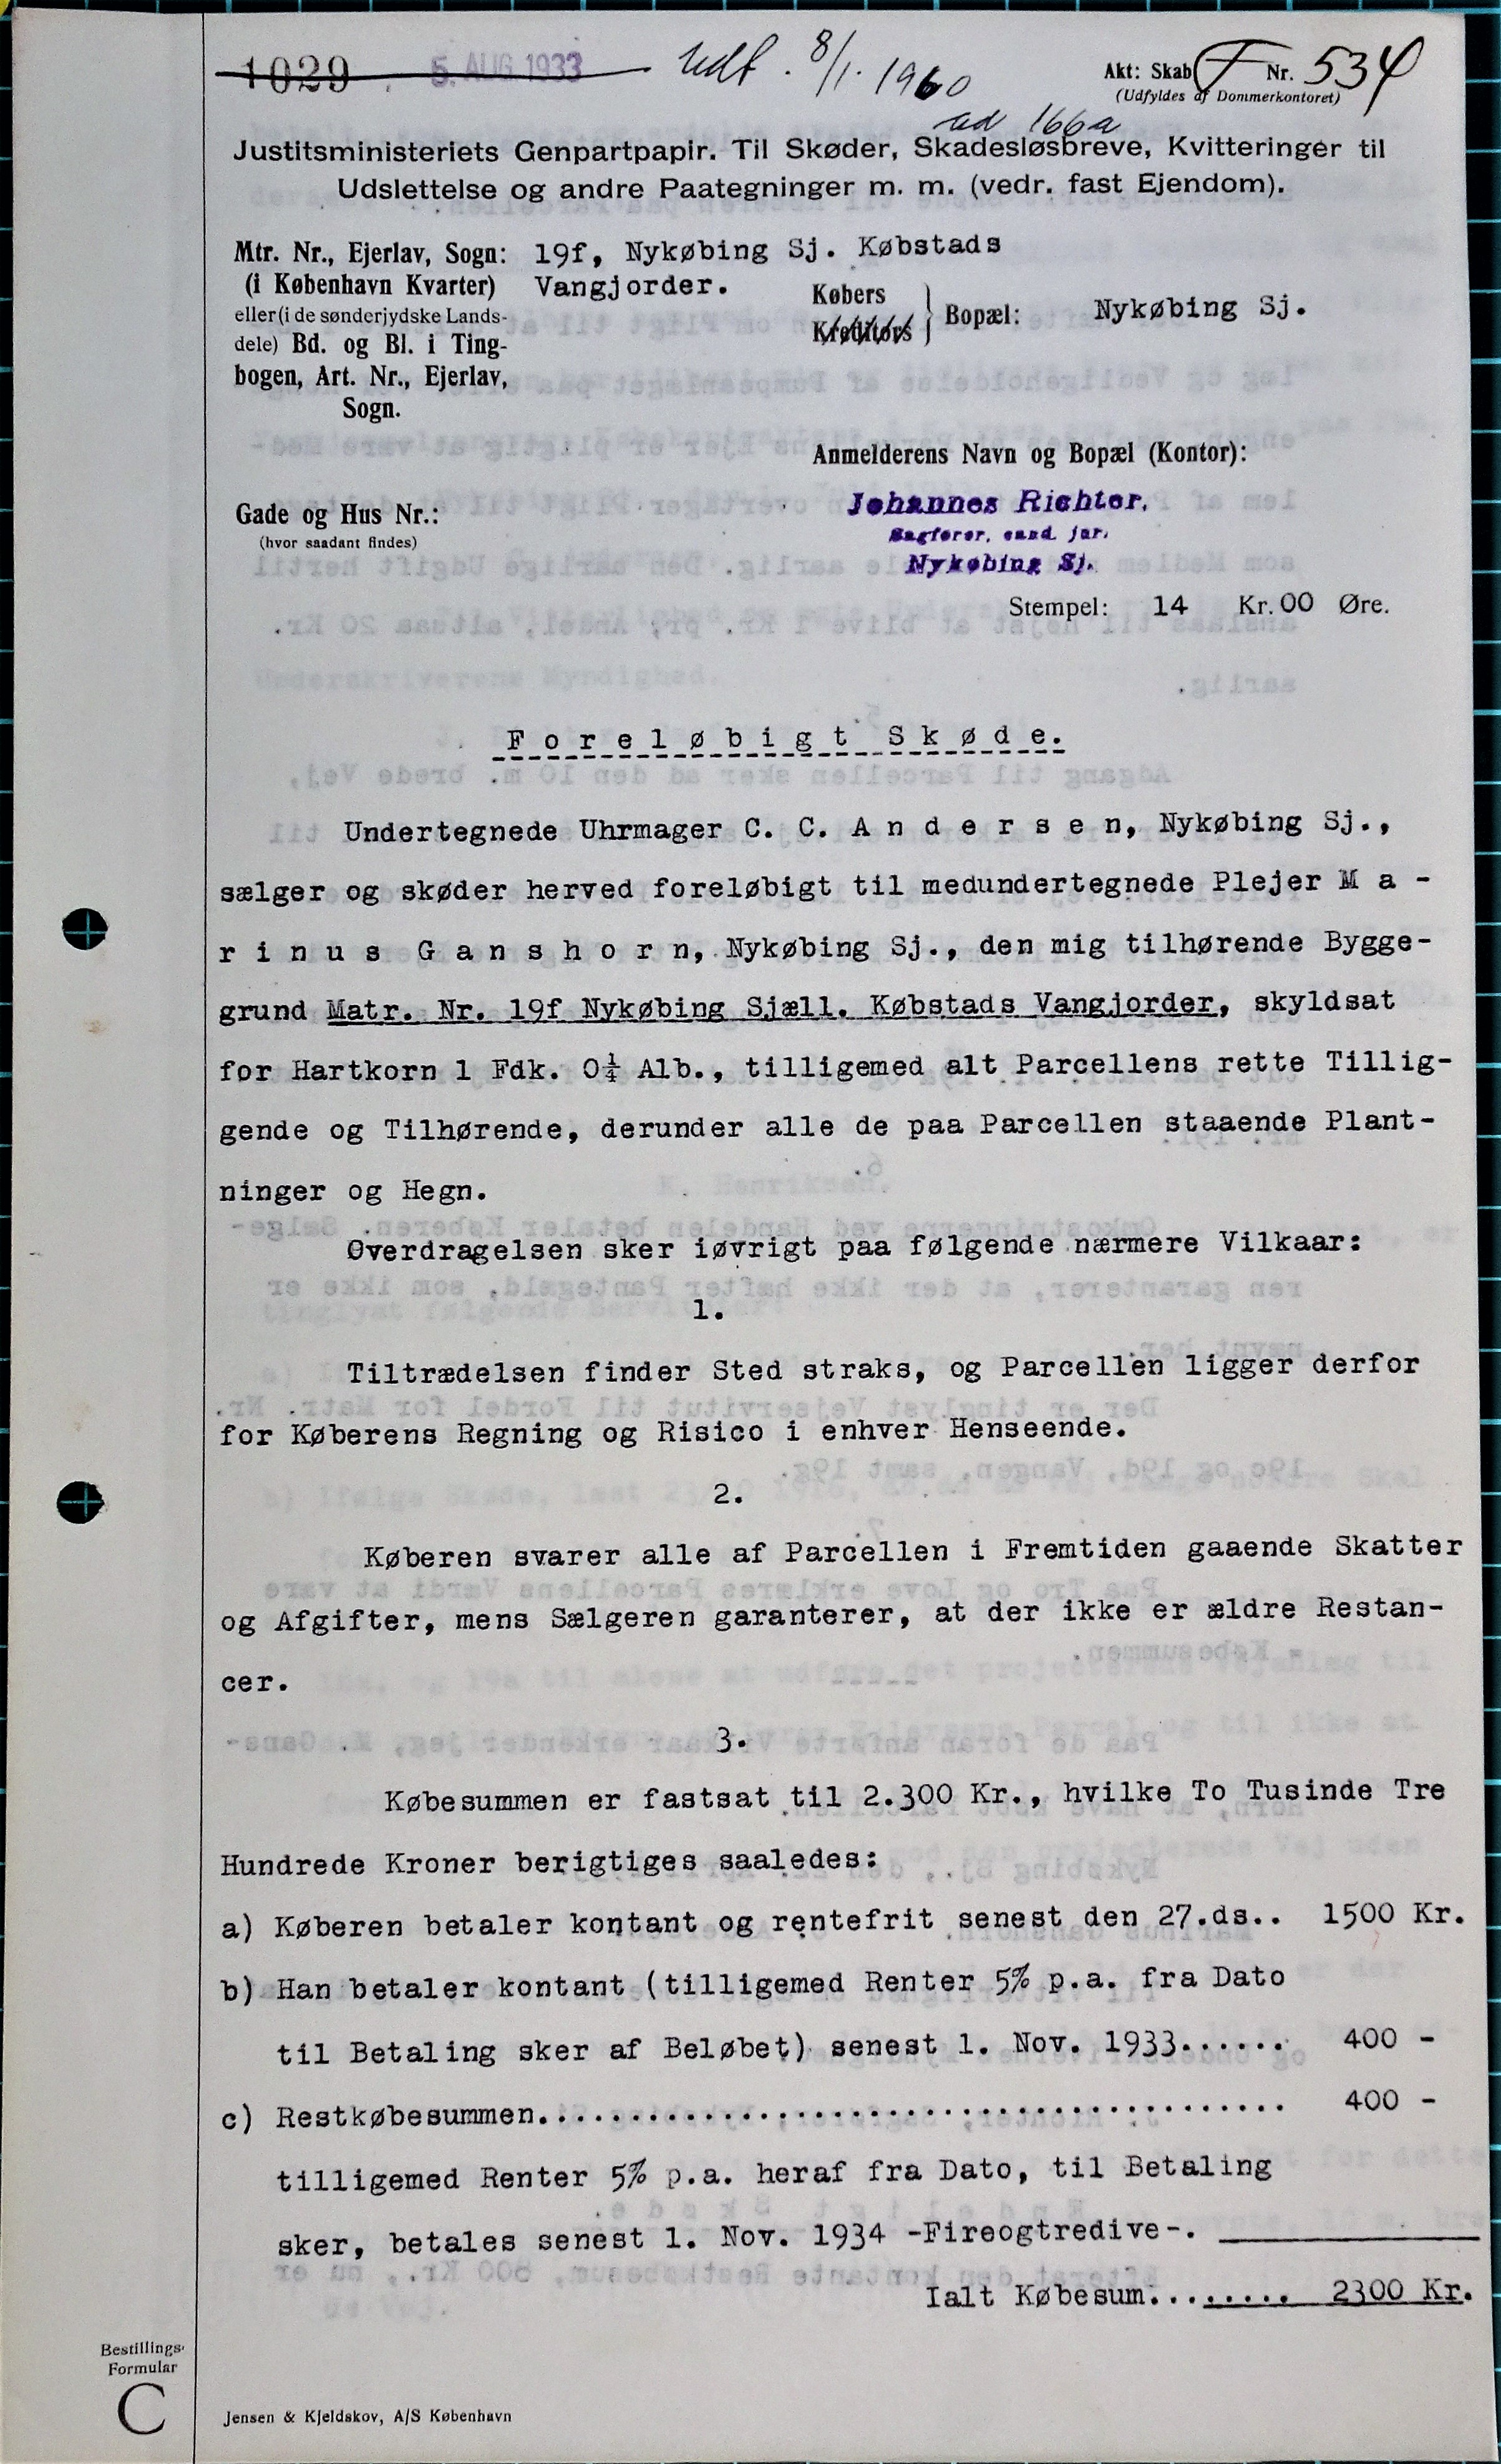 1029 . 5. AUG 1933 Udt. 8/1. 1960
Akt: Skab F Nr. 534
(Udfyldes af Dommerkontoret)
ad 166a
Justitsministeriets Genpartpapir. Til Skøder, Skadesløsbreve, Kvitteringer til
Udslettelse og andre Paategninger m. m. (vedr. fast Ejendom).
Mtr. Nr., Ejerlav, Sogn: 19f, Nykøbing Sj. Købstads
(i København Kvarter) Vangjorder.
eller (i de sønderjydske Lands-
dele) Bd. og Bl. i Ting-
bogen, Art. Nr., Ejerlav,
Sogn.
Købers
Kreditors } Bopæl: Nykøbing Sj.
Anmelderens Navn og Bopæl (Kontor):
Gade og Hus Nr.:
(hvor saadant findes)
Johannes Richter.
Sagfører, cand. jur.
Nykøbing Sj.
Stempel: 14 Kr. 00 Øre.
F o r e l ø b i g t S k ø d e.
Undertegnede Uhrmager C. C. A n d e r s e n, Nykøbing Sj.,
sælger og skøder herved foreløbigt til medundertegnede Plejer M a -
r i n u s G a n s h o r n, Nykøbing Sj., den mig tilhørende Bygge-
grund Matr. Nr. 19f Nykøbing Sjæll. Købstads Vangjorder, skyldsat
for Hartkorn 1 Fdk. 0¼ Alb., tilligemed alt Parcellens rette Tillig-
gende og Tilhørende, derunder alle de paa Parcellen staaende Plant-
ninger og Hegn.
Overdragelsen sker iøvrigt paa følgende nærmere Vilkaar:
1.
Tiltrædelsen finder Sted straks, og Parcellen ligger derfor
for Køberens Regning og Risico i enhver Henseende.
2.
Køberen svarer alle af Parcellen i Fremtiden gaaende Skatter
og Afgifter, mens Sælgeren garanterer, at der ikke er ældre Restan-
cer.
3.
Købesummen er fastsat til 2.300 Kr., hvilke To Tusinde Tre
Hundrede Kroner berigtiges saaledes:
a) Køberen betaler kontant og rentefrit senest den 27.ds.. 1500 Kr.
b) Han betaler kontant (tilligemed Renter 5% p.a. fra Dato
til Betaling sker af Beløbet) senest 1. Nov. 1933...... 400 -
c) Restkøbesummen.......................................... 400 -
tilligemed Renter 5% p.a. heraf fra Dato, til Betaling
sker, betales senest 1. Nov. 1934 -Fireogtredive-.
Ialt Købesum........ 2300 Kr.
Bestillings-
Formular
C
Jensen & Kjeldskov, A/S København